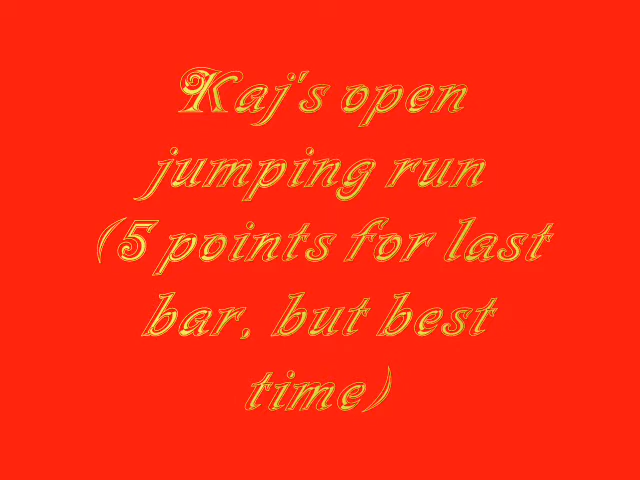 Kaj's open
jumping run
(5 points for last
bar, but best
time)